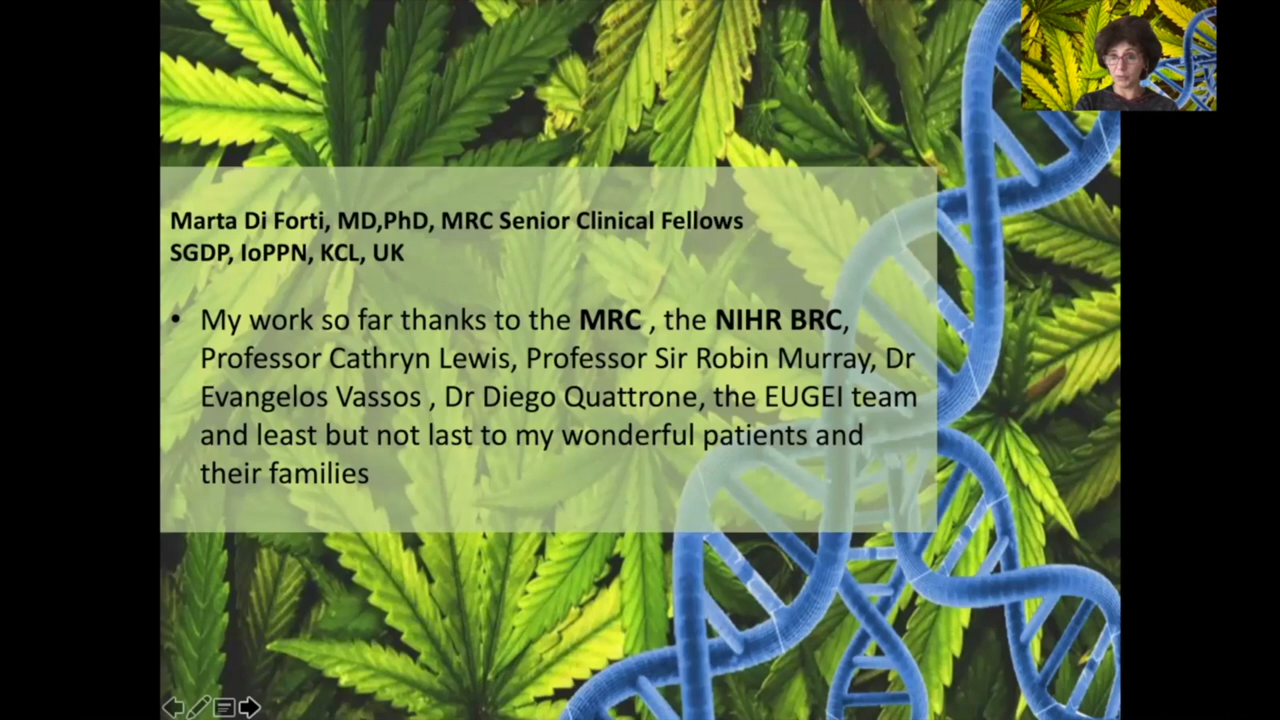 Marta Di Forti, MD,PhD, MRC Senior Clinical Fellows
SGDP, IoPPN, KCL, UK
• My work so far thanks to the MRC , the NIHR BRC,
Professor Cathryn Lewis, Professor Sir Robin Murray, Dr
Evangelos Vassos , Dr Diego Quattrone, the EUGEI team
and least but not last to my wonderful patients and
their families